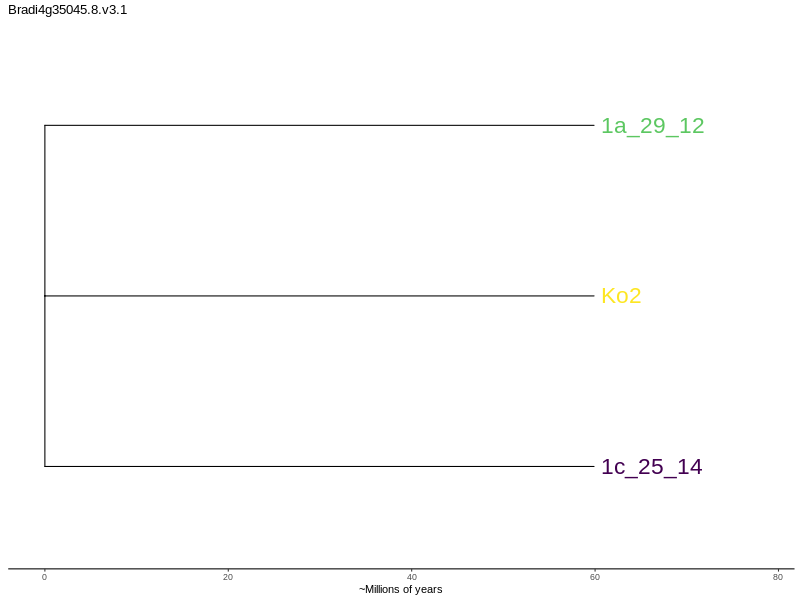 Bradi4g35045.8.v3.1
1a_29_12
Ko2
1c_25_14
0 20 40 60 80
~Millions of years